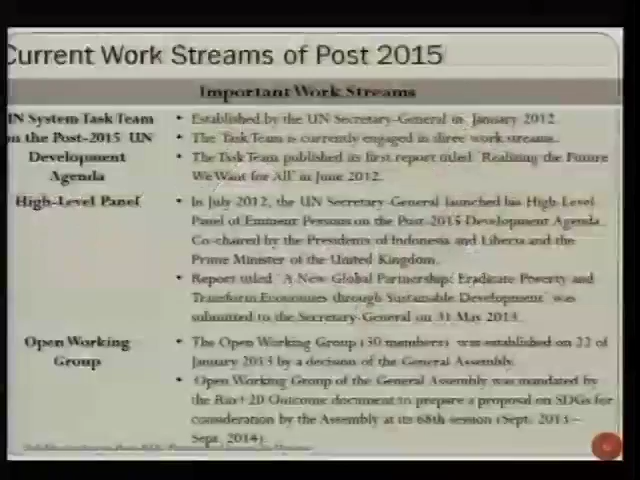 Current Work Streams of Post 2015
Important Work Streams
UN System Task Team
on the Post-2015 UN
Development
Agenda
• Established by the UN Secretary-General in January 2012.
• The Task Team is currently engaged in three work streams.
• The Task Team published its first report titled 'Realizing the Future
We Want for All' in June 2012.
High-Level Panel
• In July 2012, the UN Secretary-General launched his High-Level
Panel of Eminent Persons on the Post-2015 Development Agenda.
Co-chaired by the Presidents of Indonesia and Liberia and the
Prime Minister of the United Kingdom.
• Report titled 'A New Global Partnership: Eradicate Poverty and
Transform Economies through Sustainable Development' was
submitted to the Secretary-General on 31 May 2013.
Open Working
Group
• The Open Working Group (30 members) was established on 22 of
January 2013 by a decision of the General Assembly.
• Open Working Group of the General Assembly was mandated by
the Rio+20 Outcome document to prepare a proposal on SDGs for
consideration by the Assembly at its 68th session (Sept. 2013–
Sept. 2014).